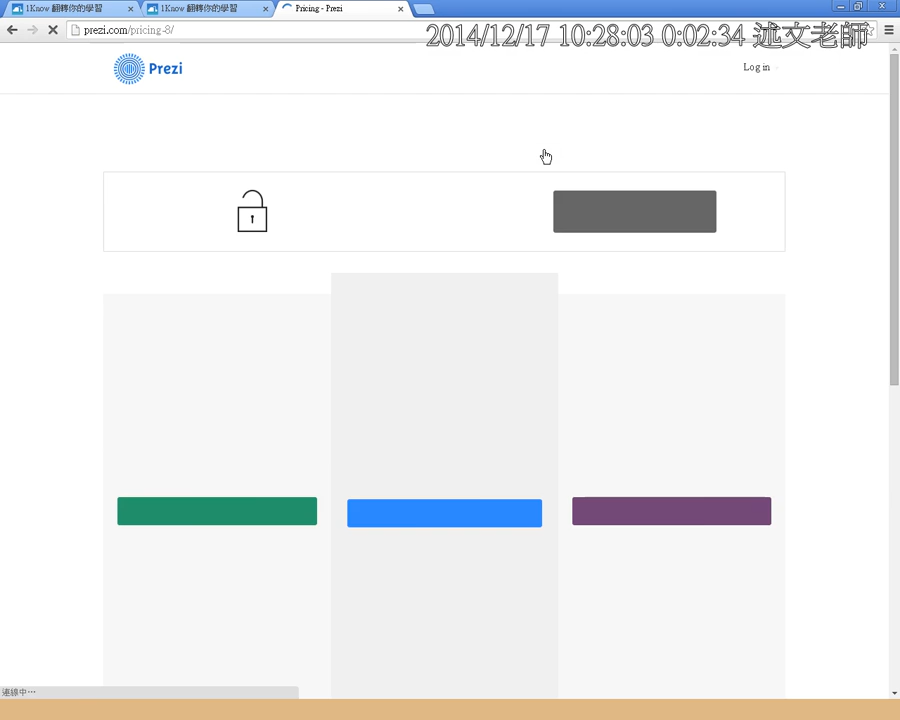 1Know 翻轉你的學習
1Know 翻轉你的學習
Pricing - Prezi
prezi.com/pricing-8/
2014/12/17 10:28:03 0:02:34 述文老師
Prezi
Log in
連線中…